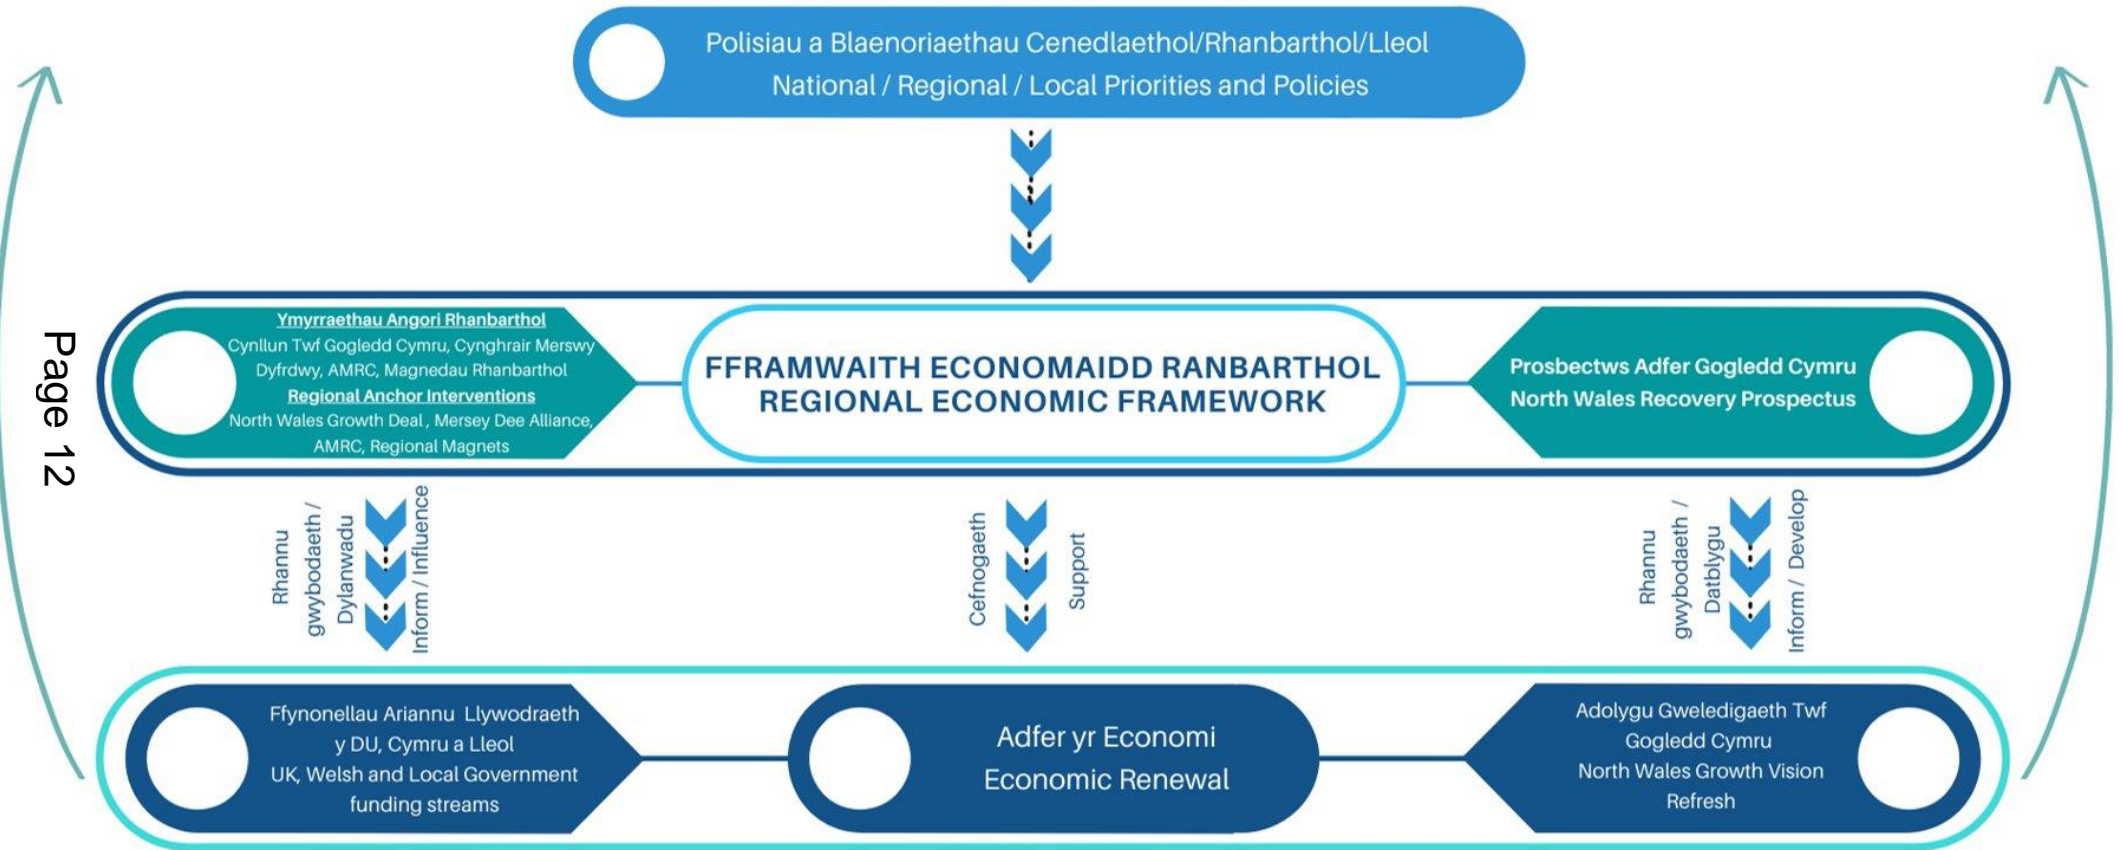 Polisiau a Blaenoriaethau Cenedlaethol/Rhanbarthol/Lleol
National / Regional / Local Priorities and Policies
Page 12
Ymyrraethau Angori Rhanbarthol
Cynllun Twf Gogledd Cymru, Cynghrair Merswy
Dyfrdwy, AMRC, Magnedau Rhanbarthol
Regional Anchor Interventions
North Wales Growth Deal , Mersey Dee Alliance,
AMRC, Regional Magnets
FFRAMWAITH ECONOMAIDD RANBARTHOL
REGIONAL ECONOMIC FRAMEWORK
Prosbectws Adfer Gogledd Cymru
North Wales Recovery Prospectus
Rhannu
gwybodaeth /
Dylanwadu
Inform / Influence
Cefnogaeth
Support
Rhannu
gwybodaeth /
Datblygu
Inform / Develop
Ffynonellau Ariannu Llywodraeth
y DU, Cymru a Lleol
UK, Welsh and Local Government
funding streams
Adfer yr Economi
Economic Renewal
Adolygu Gweledigaeth Twf
Gogledd Cymru
North Wales Growth Vision
Refresh